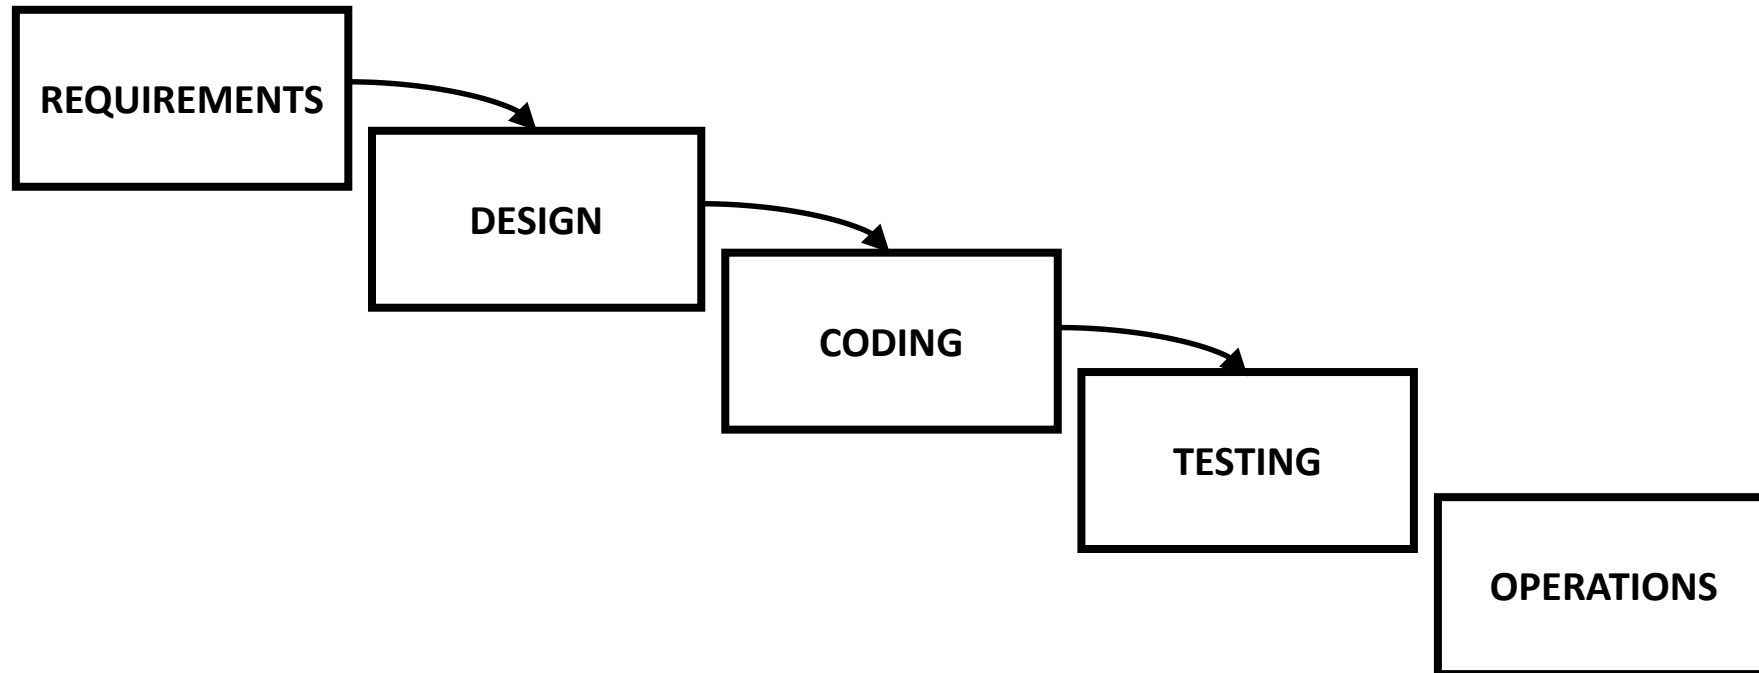 REQUIREMENTS
DESIGN
CODING
TESTING
OPERATIONS